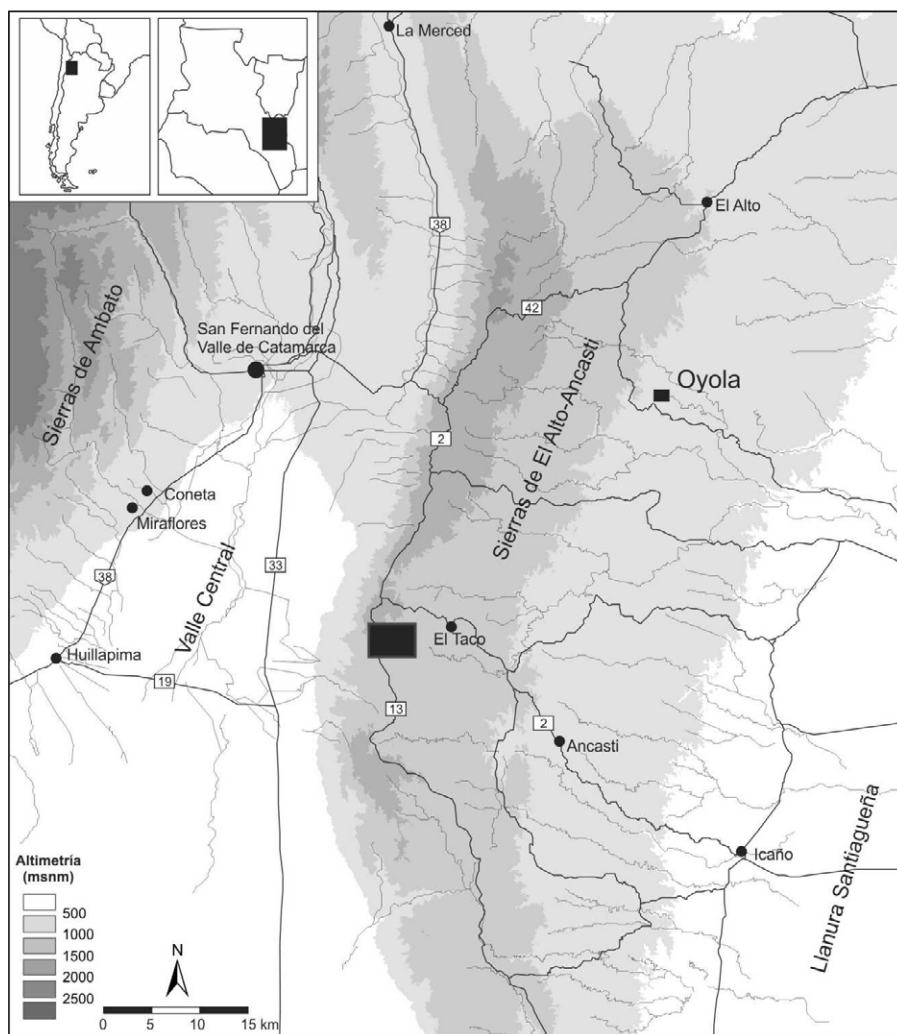 La Merced
38
El Alto
42
San Fernando del
Valle de Catamarca
Sierras de Ambato
Oyola
2
Sierras de El Alto-Ancasti
Coneta
Miraflores
38
33
Valle Central
El Taco
Huillapima
19
13
2
Ancasti
Icaño
Llanura Santiagueña
Altimetría
(msnm)
500
1000
1500
2000
2500
N
0 5 10 15 km